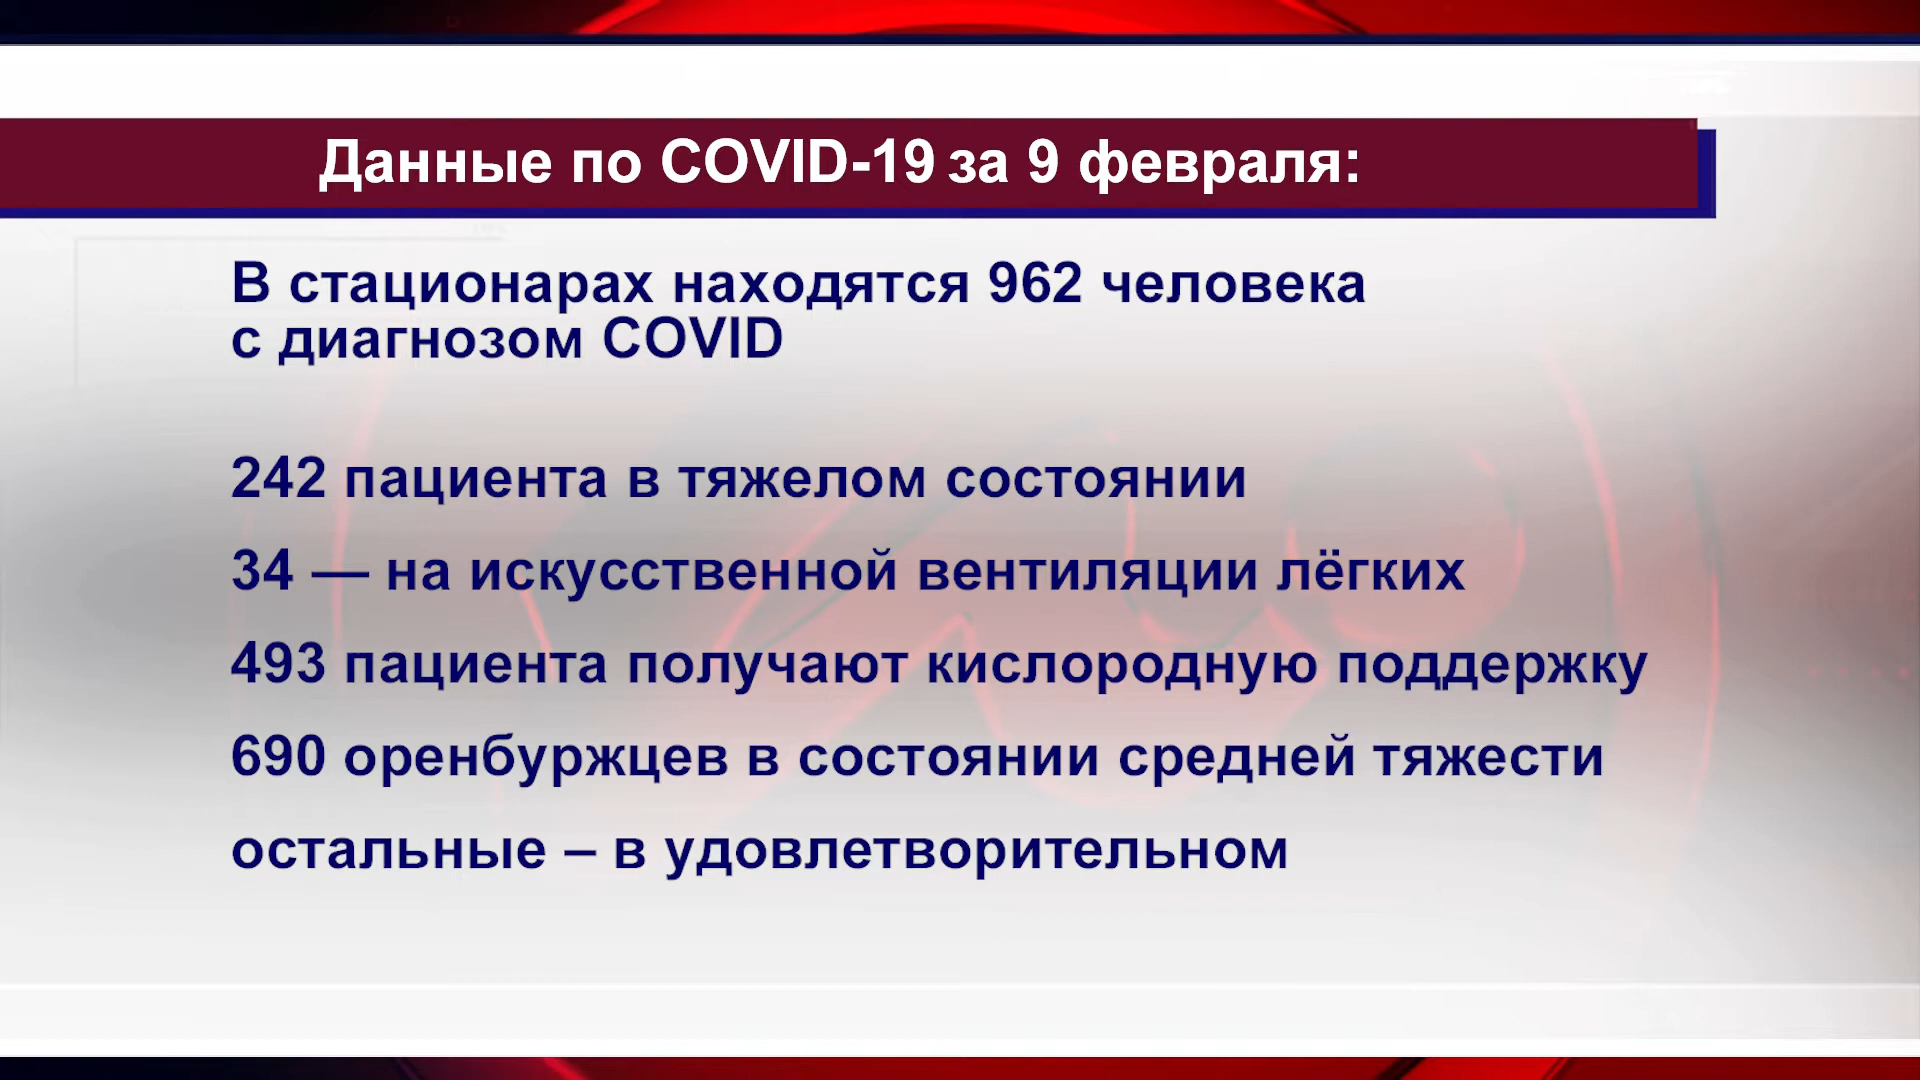 Данные по COVID-19 за 9 февраля:
В стационарах находятся 962 человека
с диагнозом COVID
242 пациента в тяжелом состоянии
34 — на искусственной вентиляции лёгких
493 пациента получают кислородную поддержку
690 оренбуржцев в состоянии средней тяжести
остальные – в удовлетворительном